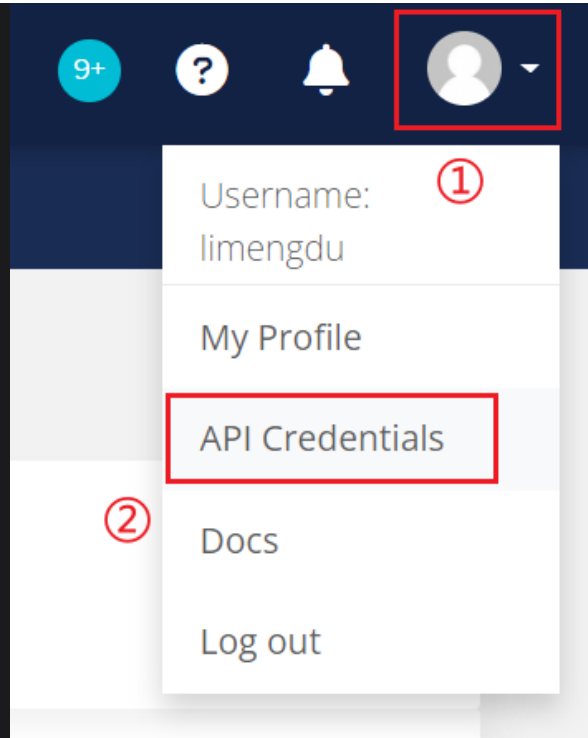 9+ ?
①
Username:
limengdu
My Profile
API Credentials
②
Docs
Log out